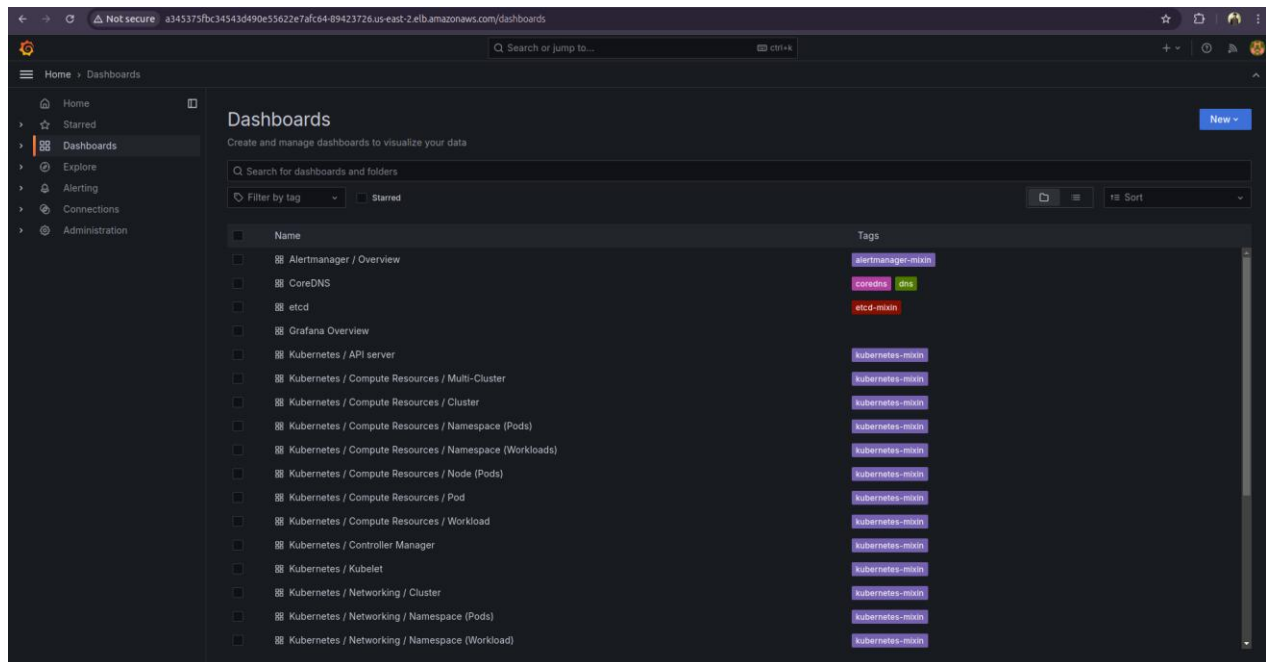 Not secure a345375fbc34543d490e55622e7afc64-89423726.us-east-2.elb.amazonaws.com/dashboards
Search or jump to... ctrl+k
Home › Dashboards
Home
Starred
Dashboards
Explore
Alerting
Connections
Administration
Dashboards
New
Create and manage dashboards to visualize your data
Search for dashboards and folders
Filter by tag Starred Sort
Name Tags
Alertmanager / Overview alertmanager-mixin
CoreDNS coredns dns
etcd etcd-mixin
Grafana Overview
Kubernetes / API server kubernetes-mixin
Kubernetes / Compute Resources / Multi-Cluster kubernetes-mixin
Kubernetes / Compute Resources / Cluster kubernetes-mixin
Kubernetes / Compute Resources / Namespace (Pods) kubernetes-mixin
Kubernetes / Compute Resources / Namespace (Workloads) kubernetes-mixin
Kubernetes / Compute Resources / Node (Pods) kubernetes-mixin
Kubernetes / Compute Resources / Pod kubernetes-mixin
Kubernetes / Compute Resources / Workload kubernetes-mixin
Kubernetes / Controller Manager kubernetes-mixin
Kubernetes / Kubelet kubernetes-mixin
Kubernetes / Networking / Cluster kubernetes-mixin
Kubernetes / Networking / Namespace (Pods) kubernetes-mixin
Kubernetes / Networking / Namespace (Workload) kubernetes-mixin